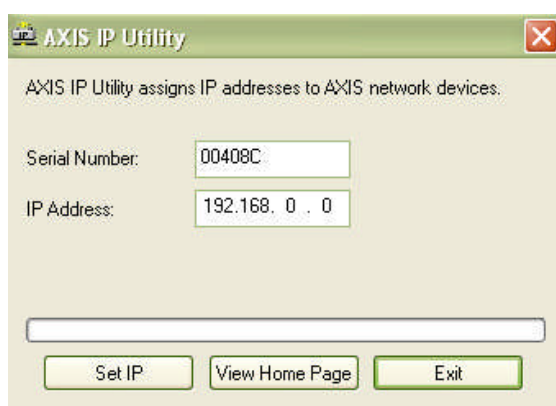 AXIS IP Utility
AXIS IP Utility assigns IP addresses to AXIS network devices.
Serial Number: 00408C
IP Address: 192.168. 0 . 0
Set IP View Home Page Exit